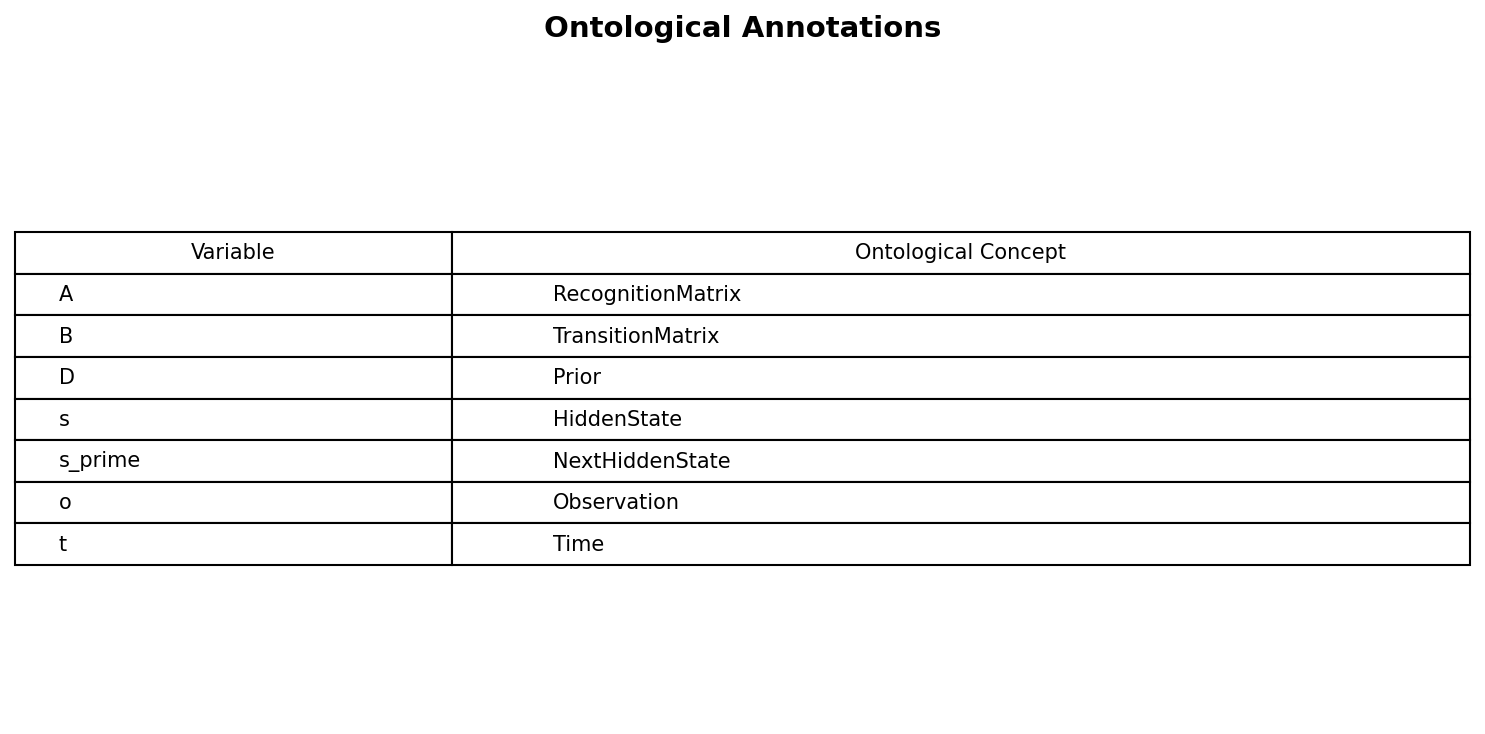 Ontological Annotations
Variable Ontological Concept
A RecognitionMatrix
B TransitionMatrix
D Prior
s HiddenState
s_prime NextHiddenState
o Observation
t Time